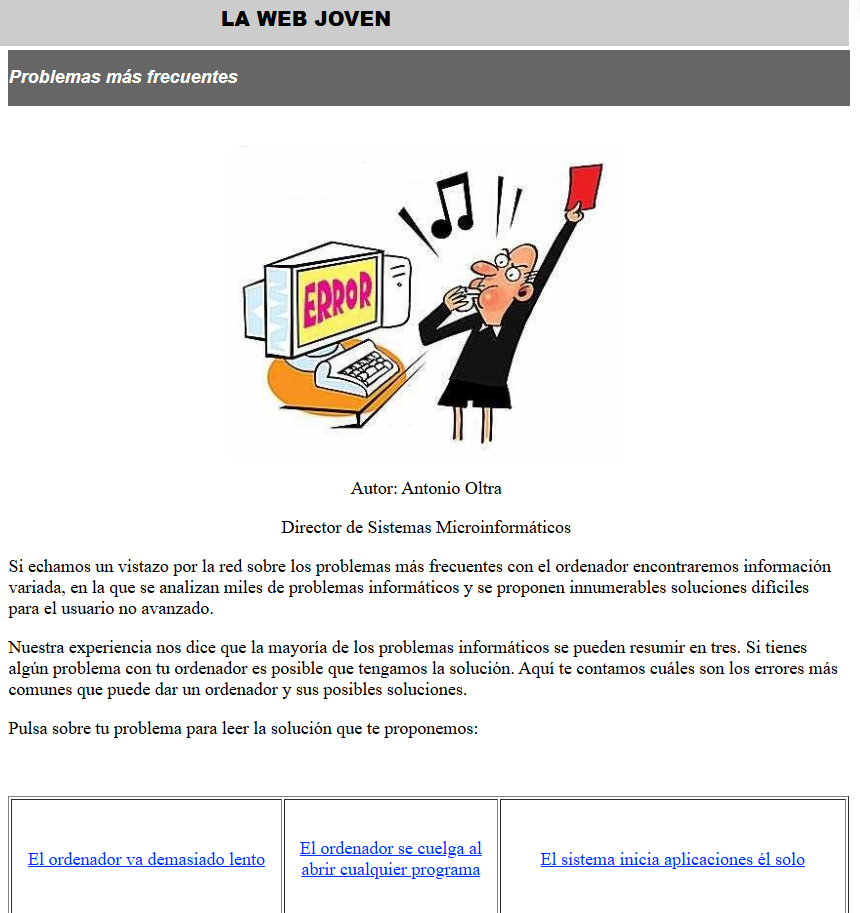 LA WEB JOVEN
Problemas más frecuentes
ERROR
Autor: Antonio Oltra
Director de Sistemas Microinformáticos
Si echamos un vistazo por la red sobre los problemas más frecuentes con el ordenador encontraremos información
variada, en la que se analizan miles de problemas informáticos y se proponen innumerables soluciones difíciles
para el usuario no avanzado.
Nuestra experiencia nos dice que la mayoría de los problemas informáticos se pueden resumir en tres. Si tienes
algún problema con tu ordenador es posible que tengamos la solución. Aquí te contamos cuáles son los errores más
comunes que puede dar un ordenador y sus posibles soluciones.
Pulsa sobre tu problema para leer la solución que te proponemos:
El ordenador va demasiado lento
El ordenador se cuelga al
abrir cualquier programa
El sistema inicia aplicaciones él solo